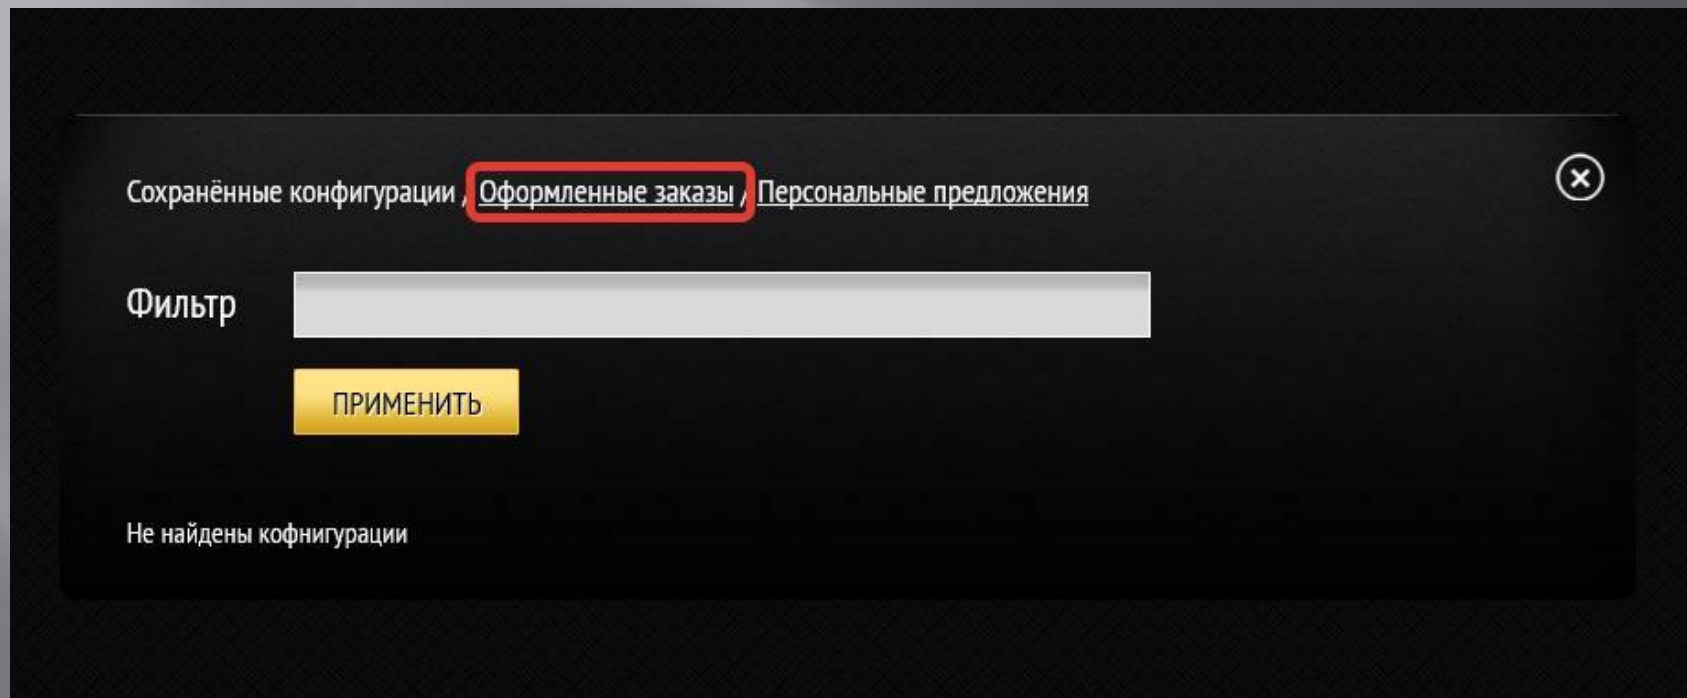 Сохранённые конфигурации / Оформленные заказы / Персональные предложения
Фильтр
ПРИМЕНИТЬ
Не найдены кофнигурации